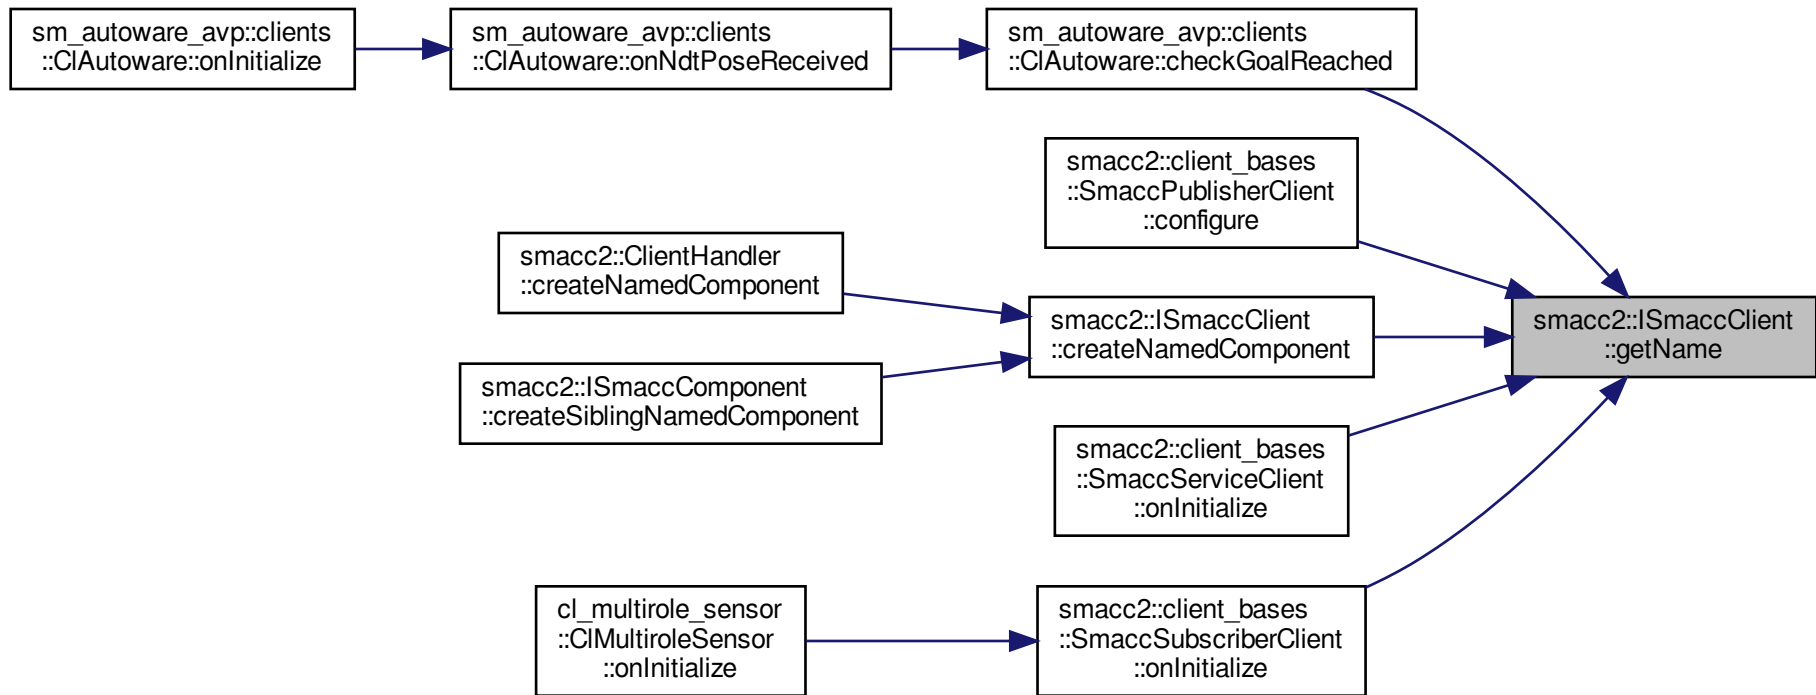 sm_autoware_avp::clients
::ClAutoware::onInitialize
sm_autoware_avp::clients
::ClAutoware::onNdtPoseReceived
sm_autoware_avp::clients
::ClAutoware::checkGoalReached
smacc2::client_bases
::SmaccPublisherClient
::configure
smacc2::ClientHandler
::createNamedComponent
smacc2::ISmaccClient
::createNamedComponent
smacc2::ISmaccClient
::getName
smacc2::ISmaccComponent
::createSiblingNamedComponent
smacc2::client_bases
::SmaccServiceClient
::onInitialize
cl_multirole_sensor
::ClMultiroleSensor
::onInitialize
smacc2::client_bases
::SmaccSubscriberClient
::onInitialize